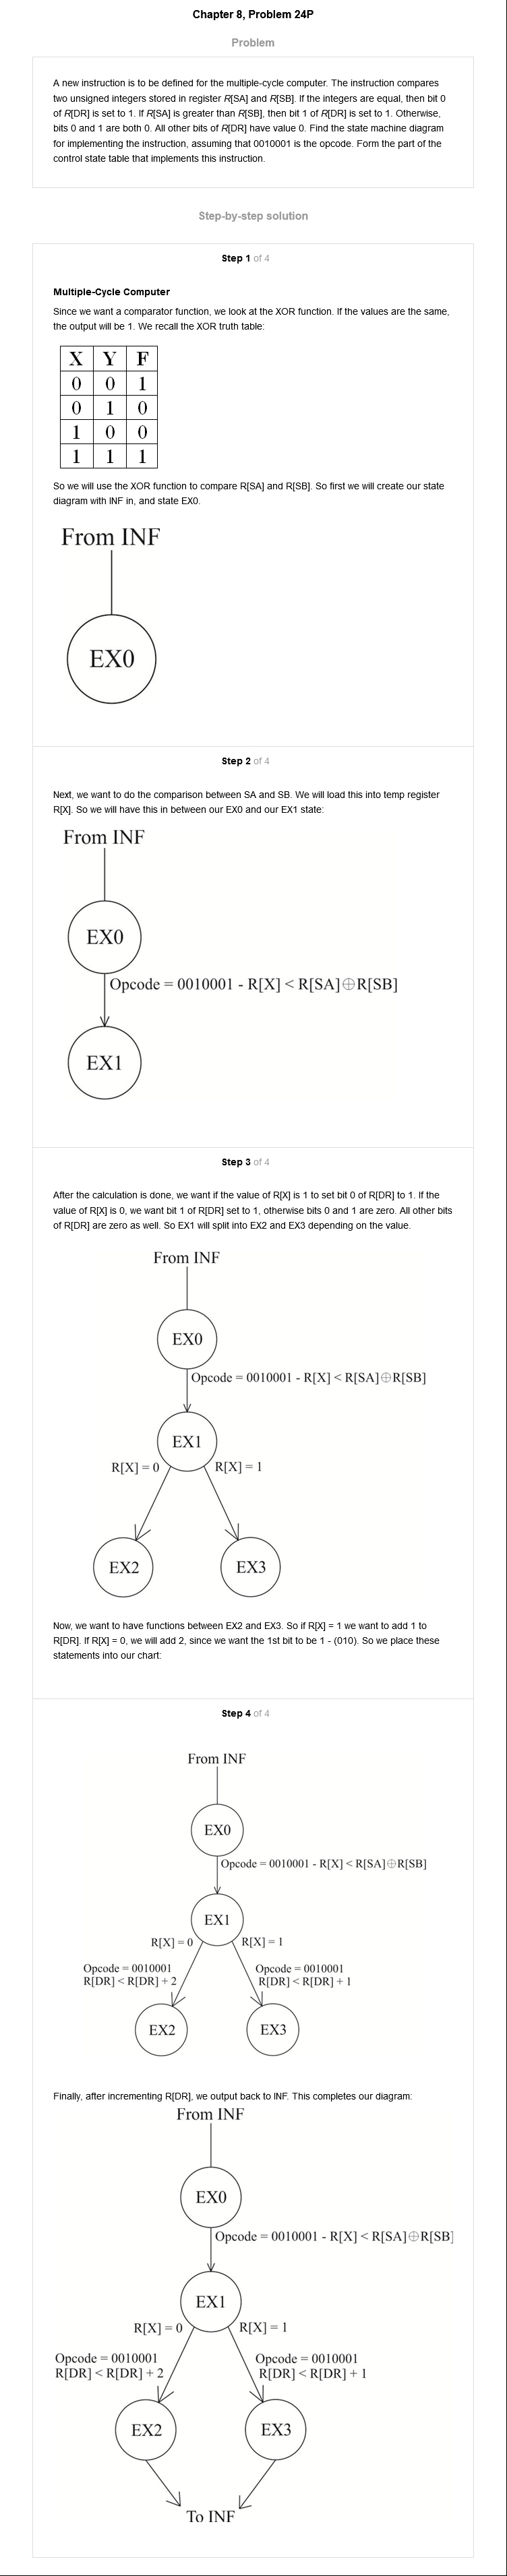 Chapter 8, Problem 24P
Problem
A new instruction is to be defined for the multiple-cycle computer. The instruction compares
two unsigned integers stored in register R[SA] and R[SB]. If the integers are equal, then bit 0
of R[DR] is set to 1. If R[SA] is greater than R[SB], then bit 1 of R[DR] is set to 1. Otherwise,
bits 0 and 1 are both 0. All other bits of R[DR] have value 0. Find the state machine diagram
for implementing the instruction, assuming that 0010001 is the opcode. Form the part of the
control state table that implements this instruction.
Step-by-step solution
Step 1 of 4
Multiple-Cycle Computer
Since we want a comparator function, we look at the XOR function. If the values are the same,
the output will be 1. We recall the XOR truth table:
X Y F
0 0 1
0 1 0
1 0 0
1 1 1
So we will use the XOR function to compare R[SA] and R[SB]. So first we will create our state
diagram with INF in, and state EX0.
From INF
EX0
Step 2 of 4
Next, we want to do the comparison between SA and SB. We will load this into temp register
R[X]. So we will have this in between our EX0 and our EX1 state:
From INF
EX0
Opcode = 0010001 - R[X] < R[SA]⊕R[SB]
EX1
Step 3 of 4
After the calculation is done, we want if the value of R[X] is 1 to set bit 0 of R[DR] to 1. If the
value of R[X] is 0, we want bit 1 of R[DR] set to 1, otherwise bits 0 and 1 are zero. All other bits
of R[DR] are zero as well. So EX1 will split into EX2 and EX3 depending on the value.
From INF
EX0
Opcode = 0010001 - R[X] < R[SA]⊕R[SB]
EX1
R[X] = 0 R[X] = 1
EX2 EX3
Now, we want to have functions between EX2 and EX3. So if R[X] = 1 we want to add 1 to
R[DR]. If R[X] = 0, we will add 2, since we want the 1st bit to be 1 - (010). So we place these
statements into our chart:
Step 4 of 4
From INF
EX0
Opcode = 0010001 - R[X] < R[SA]⊕R[SB]
EX1
R[X] = 0 R[X] = 1
Opcode = 0010001 Opcode = 0010001
R[DR] < R[DR] + 2 R[DR] < R[DR] + 1
EX2 EX3
Finally, after incrementing R[DR], we output back to INF. This completes our diagram:
From INF
EX0
Opcode = 0010001 - R[X] < R[SA]⊕R[SB]
EX1
R[X] = 0 R[X] = 1
Opcode = 0010001 Opcode = 0010001
R[DR] < R[DR] + 2 R[DR] < R[DR] + 1
EX2 EX3
To INF